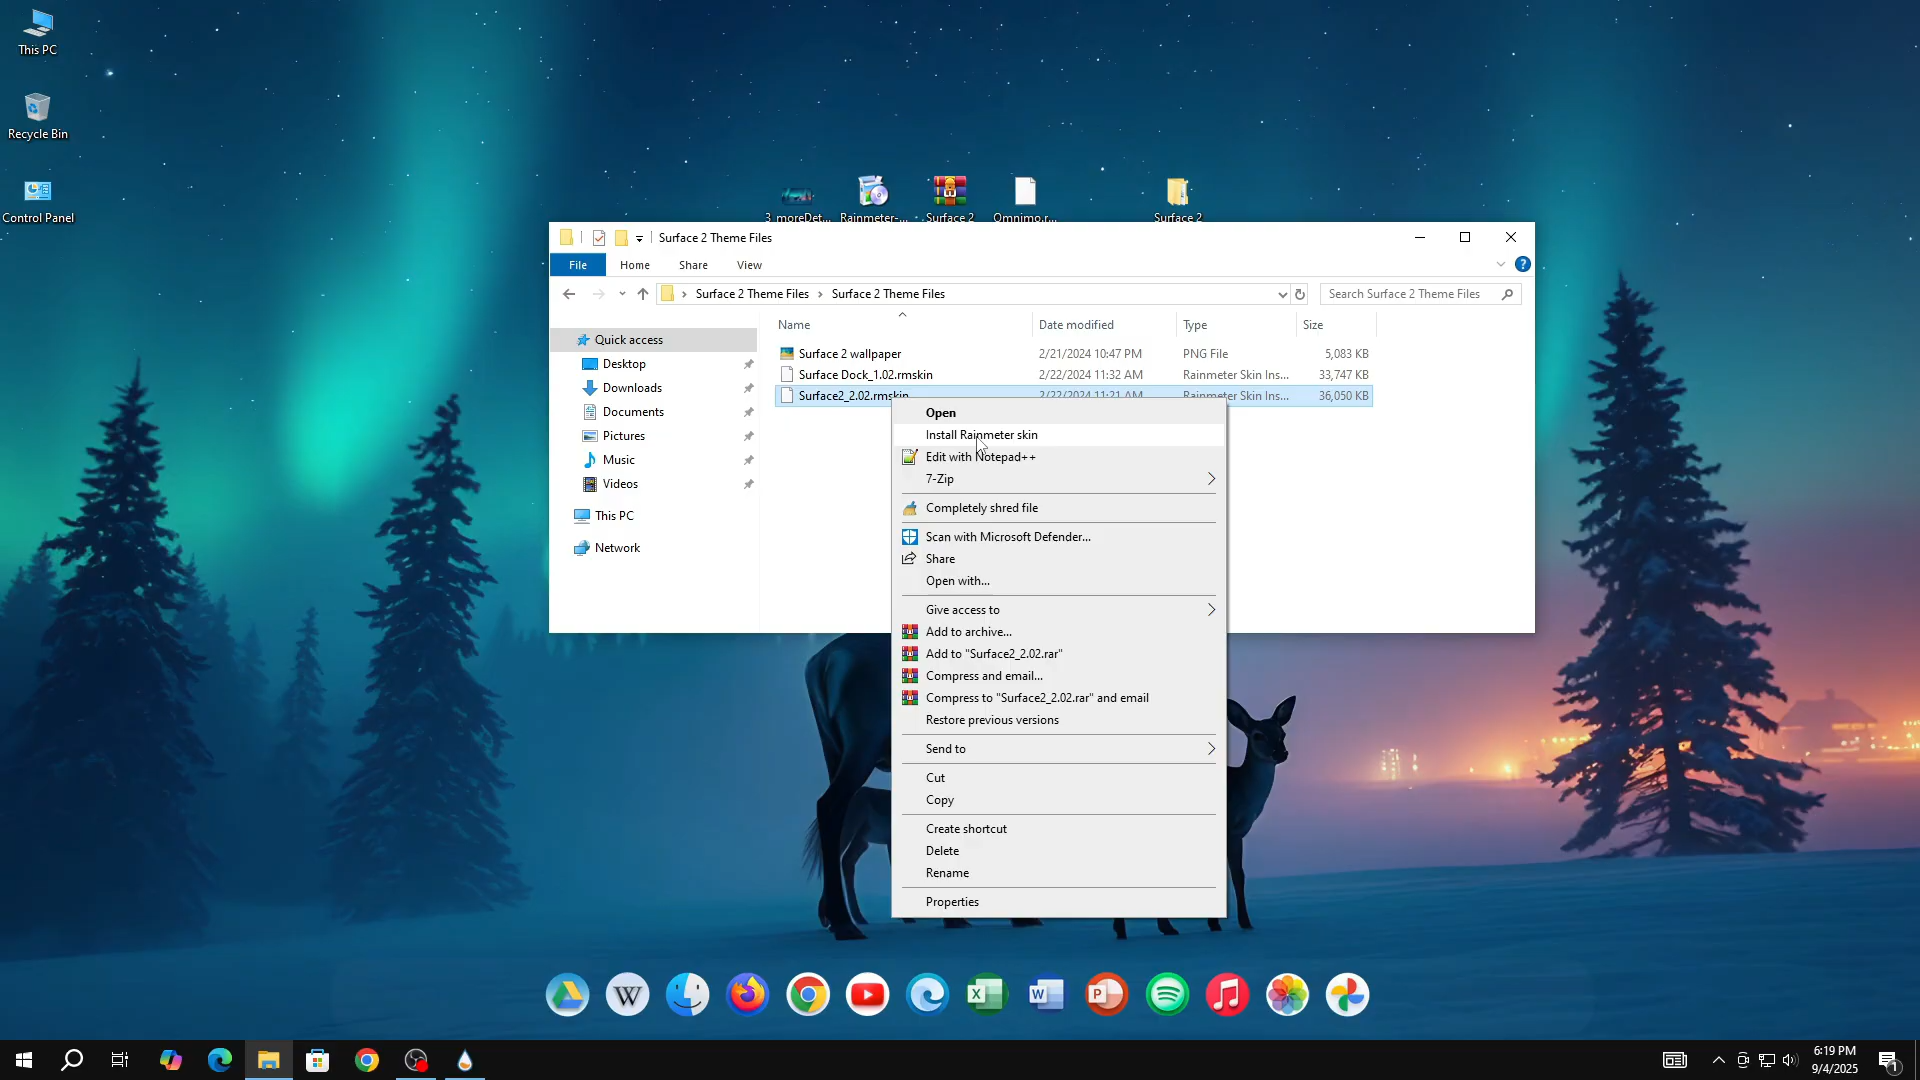 This PC
Recycle Bin
Control Panel
3_moreDet...
Rainmeter-...
Surface 2
Omnimo.r...
Surface 2
Surface 2 Theme Files
File
Home
Share
View
Surface 2 Theme Files > Surface 2 Theme Files
Search Surface 2 Theme Files
Name
Date modified
Type
Size
Quick access
Desktop
Downloads
Documents
Pictures
Music
Videos
This PC
Network
Surface 2 wallpaper 2/21/2024 10:47 PM PNG File 5,083 KB
Surface Dock_1.02.rmskin 2/22/2024 11:32 AM Rainmeter Skin Ins... 33,747 KB
Surface2_2.02.rmskin 2/22/2024 11:21 AM Rainmeter Skin Ins... 36,050 KB
Open
Install Rainmeter skin
Edit with Notepad++
7-Zip
Completely shred file
Scan with Microsoft Defender...
Share
Open with...
Give access to
Add to archive...
Add to "Surface2_2.02.rar"
Compress and email...
Compress to "Surface2_2.02.rar" and email
Restore previous versions
Send to
Cut
Copy
Create shortcut
Delete
Rename
Properties
W
X
W
P
6:19 PM
9/4/2025
1